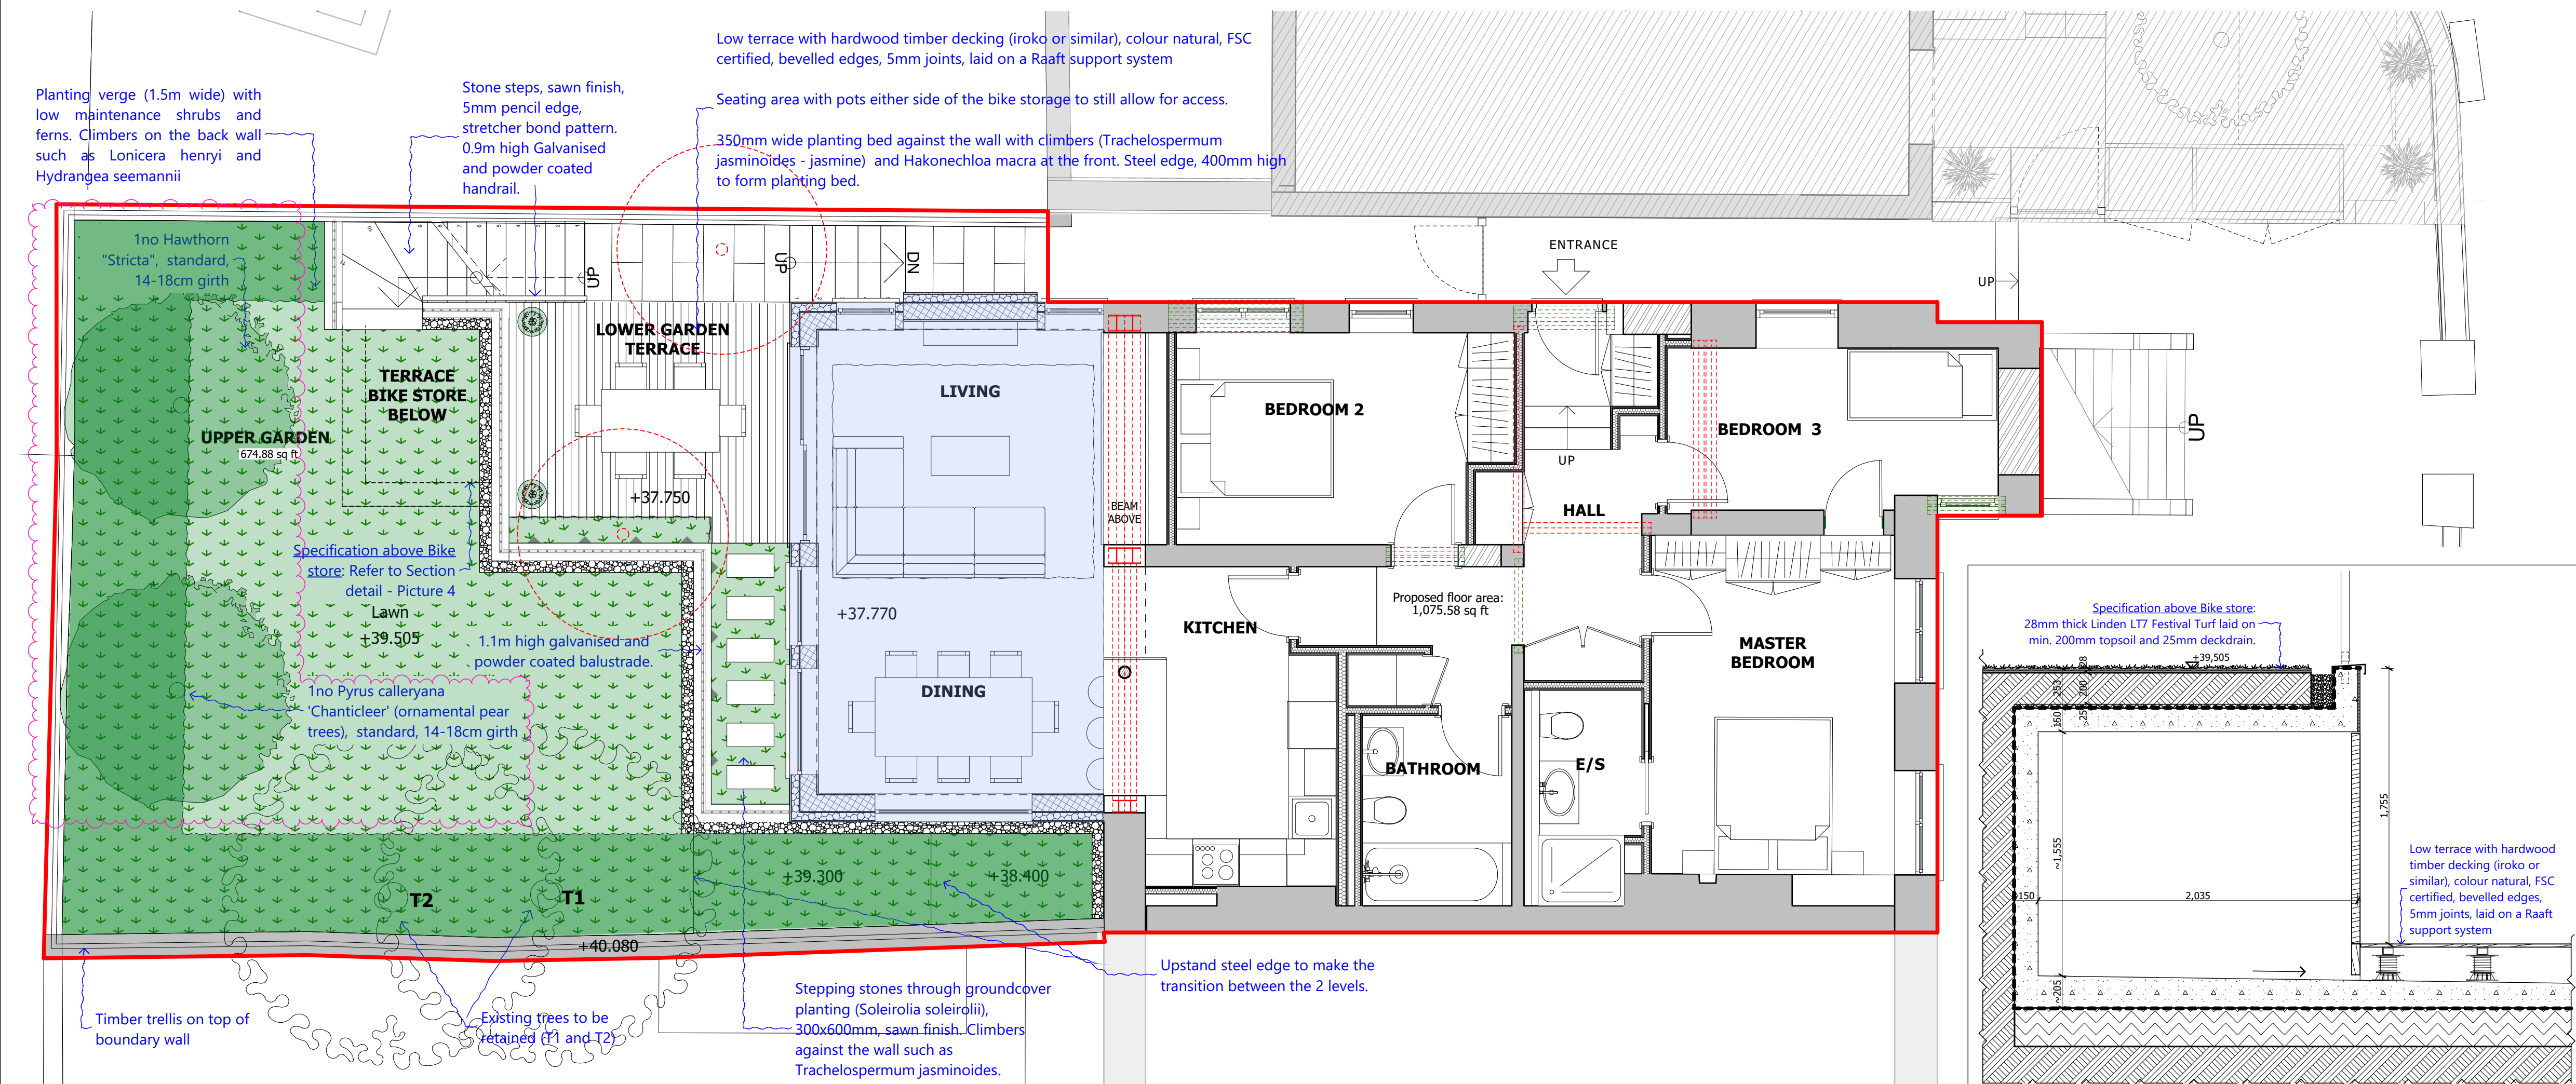 Low terrace with hardwood timber decking (iroko or similar), colour natural, FSC
certified, bevelled edges, 5mm joints, laid on a Raaft support system
Seating area with pots either side of the bike storage to still allow for access.
350mm wide planting bed against the wall with climbers (Trachelospermum
jasminoides - jasmine) and Hakonechloa macra at the front. Steel edge, 400mm high
to form planting bed.
Planting verge (1.5m wide) with
low maintenance shrubs and
ferns. Climbers on the back wall
such as Lonicera henryi and
Hydrangea seemannii
Stone steps, sawn finish,
5mm pencil edge,
stretcher bond pattern.
0.9m high Galvanised
and powder coated
handrail.
1no Hawthorn
"Stricta", standard,
14-18cm girth
UP
UP
DN
ENTRANCE
UP
LOWER GARDEN
TERRACE
TERRACE
BIKE STORE
BELOW
UPPER GARDEN
674.88 sq ft
LIVING
BEDROOM 2
BEDROOM 3
UP
UP
+37.750
BEAM
ABOVE
HALL
Specification above Bike
store: Refer to Section
detail - Picture 4
Lawn
+39.505
+37.770
1.1m high galvanised and
powder coated balustrade.
KITCHEN
Proposed floor area:
1,075.58 sq ft
MASTER
BEDROOM
1no Pyrus calleryana
'Chanticleer' (ornamental pear
trees), standard, 14-18cm girth
DINING
BATHROOM
E/S
T2
T1
+39.300
+38.400
+40.080
Timber trellis on top of
boundary wall
Existing trees to be
retained (T1 and T2)
Stepping stones through groundcover
planting (Soleirolia soleirolii),
300x600mm, sawn finish. Climbers
against the wall such as
Trachelospermum jasminoides.
Upstand steel edge to make the
transition between the 2 levels.
Specification above Bike store:
28mm thick Linden LT7 Festival Turf laid on
min. 200mm topsoil and 25mm deckdrain.
+39,505
28
253
200
150
25
1,755
~1,555
150
2,035
~205
Low terrace with hardwood
timber decking (iroko or
similar), colour natural, FSC
certified, bevelled edges,
5mm joints, laid on a Raaft
support system